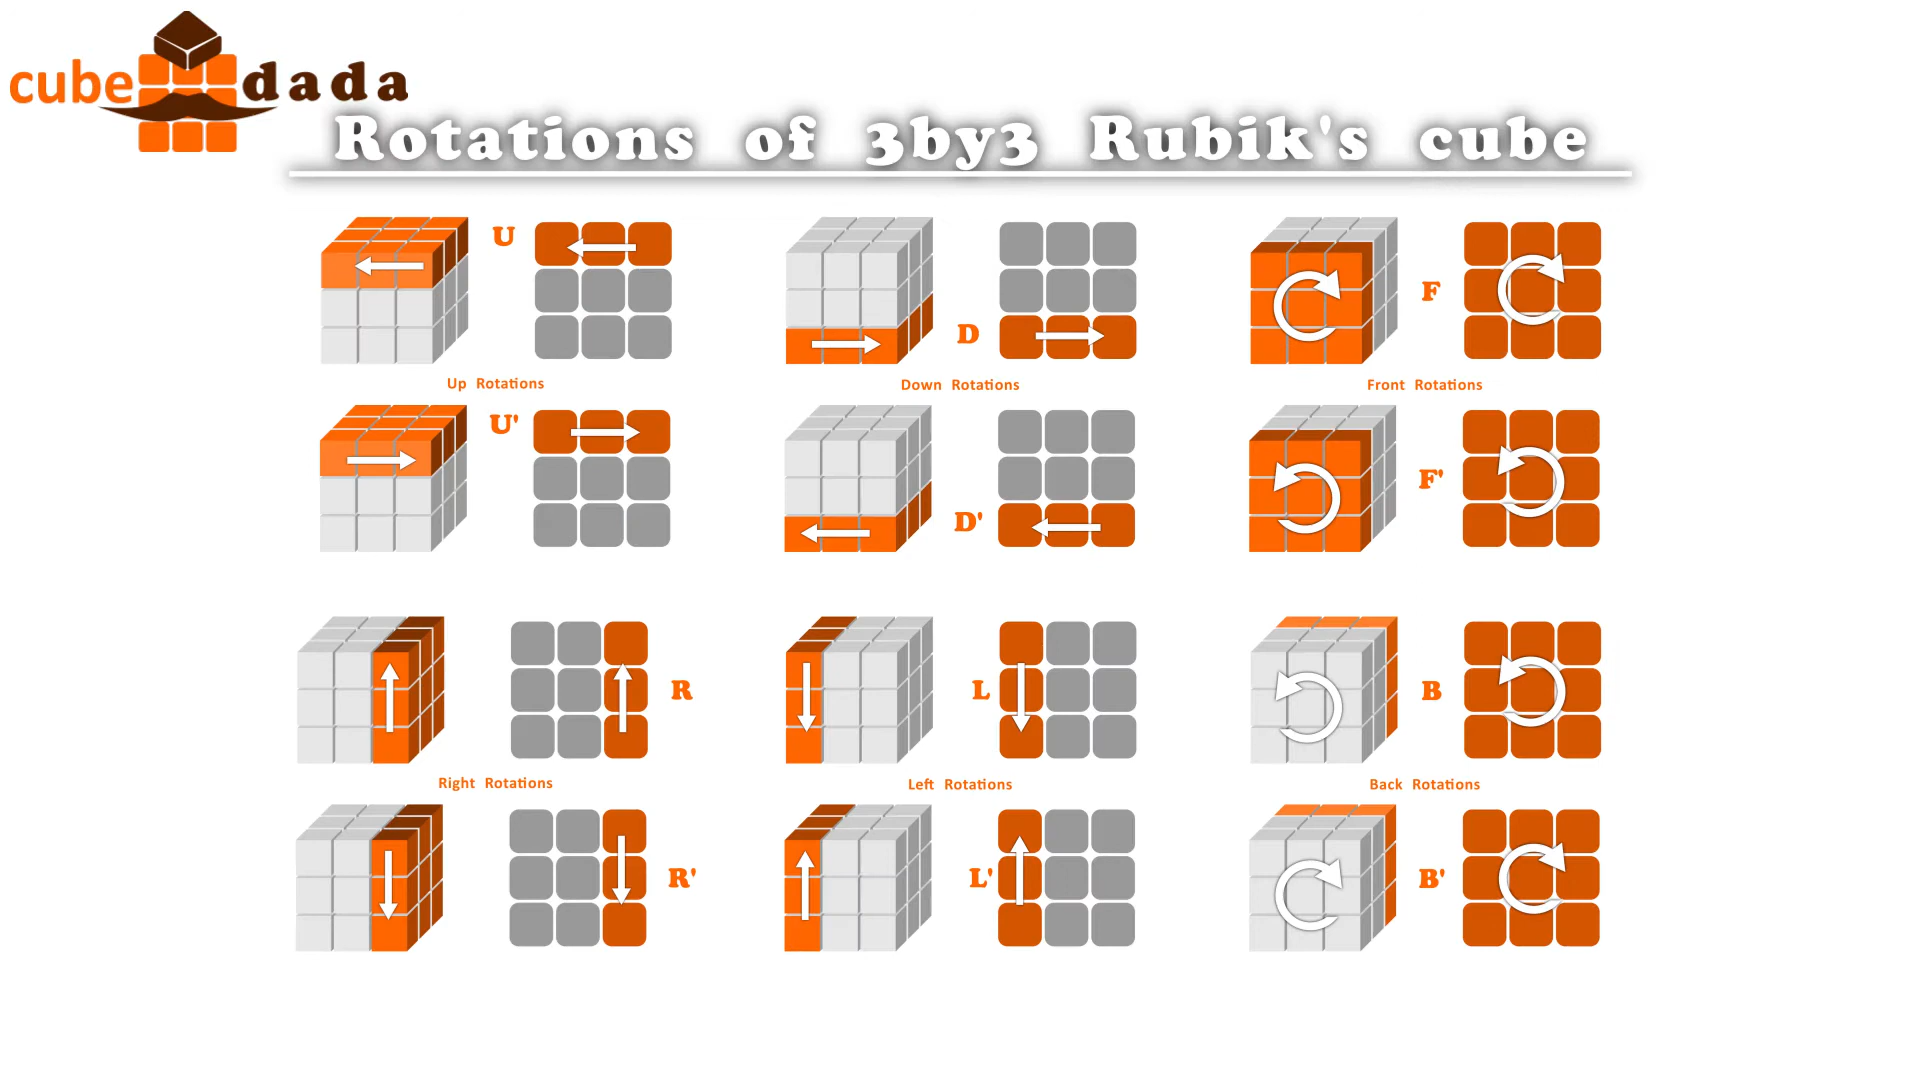 cube dada
Rotations of 3by3 Rubik's cube
U
D
F
Up Rotations
Down Rotations
Front Rotations
U'
D'
F'
R
L
B
Right Rotations
Left Rotations
Back Rotations
R'
L'
B'